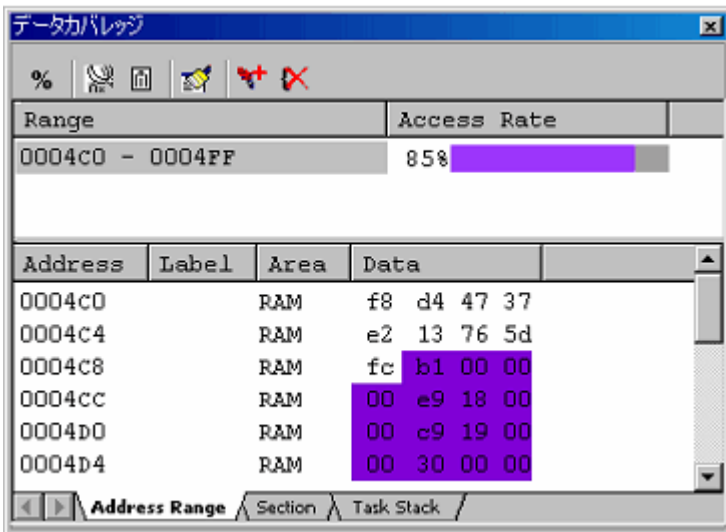 データカバレッジ
%
Range Access Rate
0004C0 - 0004FF 85%
Address Label Area Data
0004C0 RAM f8 d4 47 37
0004C4 RAM e2 13 76 5d
0004C8 RAM fc b1 00 00
0004CC RAM 00 e9 18 00
0004D0 RAM 00 c9 19 00
0004D4 RAM 00 30 00 00
Address Range Section Task Stack